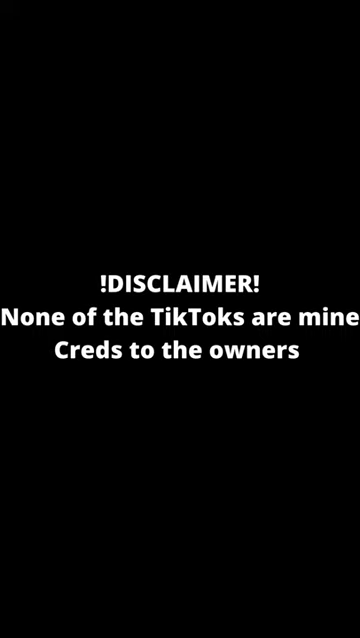 !DISCLAIMER!
None of the TikToks are mine
Creds to the owners